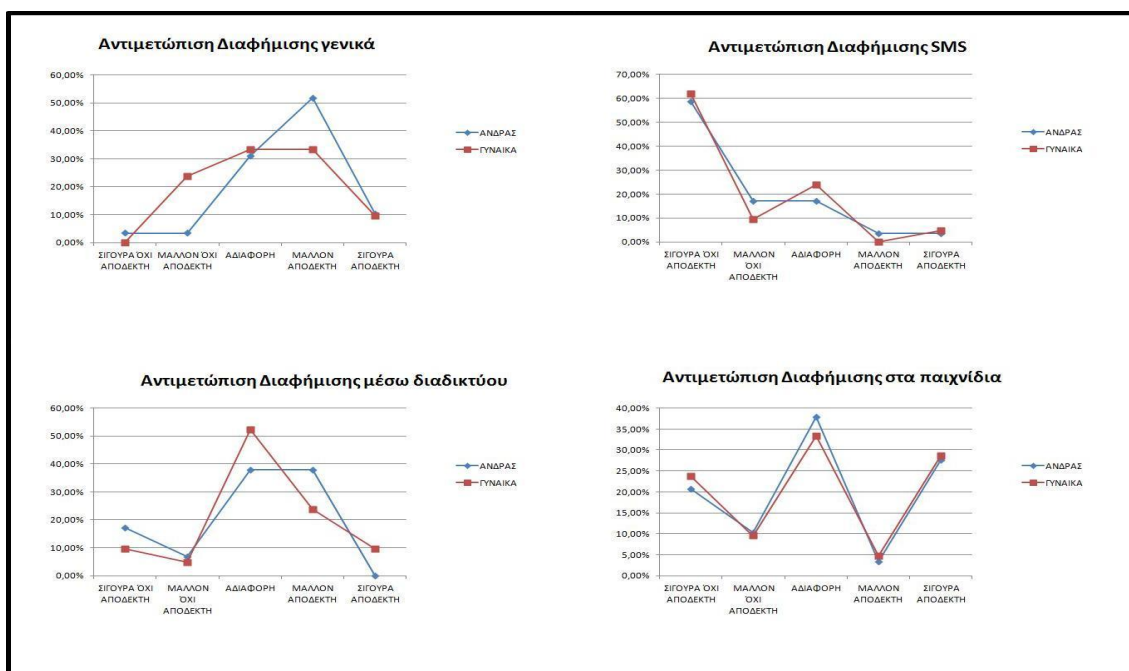 Αντιμετώπιση Διαφήμισης γενικά
60,00%
50,00%
40,00%
30,00%
20,00%
10,00%
0,00%
ΣΙΓΟΥΡΑ ΌΧΙ ΑΠΟΔΕΚΤΗ
ΜΑΛΛΟΝ ΌΧΙ ΑΠΟΔΕΚΤΗ
ΑΔΙΑΦΟΡΗ
ΜΑΛΛΟΝ ΑΠΟΔΕΚΤΗ
ΣΙΓΟΥΡΑ ΑΠΟΔΕΚΤΗ
ΑΝΔΡΑΣ
ΓΥΝΑΙΚΑ
Αντιμετώπιση Διαφήμισης SMS
70,00%
60,00%
50,00%
40,00%
30,00%
20,00%
10,00%
0,00%
ΣΙΓΟΥΡΑ ΌΧΙ ΑΠΟΔΕΚΤΗ
ΜΑΛΛΟΝ ΌΧΙ ΑΠΟΔΕΚΤΗ
ΑΔΙΑΦΟΡΗ
ΜΑΛΛΟΝ ΑΠΟΔΕΚΤΗ
ΣΙΓΟΥΡΑ ΑΠΟΔΕΚΤΗ
ΑΝΔΡΑΣ
ΓΥΝΑΙΚΑ
Αντιμετώπιση Διαφήμισης μέσω διαδικτύου
60,00%
50,00%
40,00%
30,00%
20,00%
10,00%
0,00%
ΣΙΓΟΥΡΑ ΌΧΙ ΑΠΟΔΕΚΤΗ
ΜΑΛΛΟΝ ΌΧΙ ΑΠΟΔΕΚΤΗ
ΑΔΙΑΦΟΡΗ
ΜΑΛΛΟΝ ΑΠΟΔΕΚΤΗ
ΣΙΓΟΥΡΑ ΑΠΟΔΕΚΤΗ
ΑΝΔΡΑΣ
ΓΥΝΑΙΚΑ
Αντιμετώπιση Διαφήμισης στα παιχνίδια
40,00%
35,00%
30,00%
25,00%
20,00%
15,00%
10,00%
5,00%
0,00%
ΣΙΓΟΥΡΑ ΌΧΙ ΑΠΟΔΕΚΤΗ
ΜΑΛΛΟΝ ΌΧΙ ΑΠΟΔΕΚΤΗ
ΑΔΙΑΦΟΡΗ
ΜΑΛΛΟΝ ΑΠΟΔΕΚΤΗ
ΣΙΓΟΥΡΑ ΑΠΟΔΕΚΤΗ
ΑΝΔΡΑΣ
ΓΥΝΑΙΚΑ